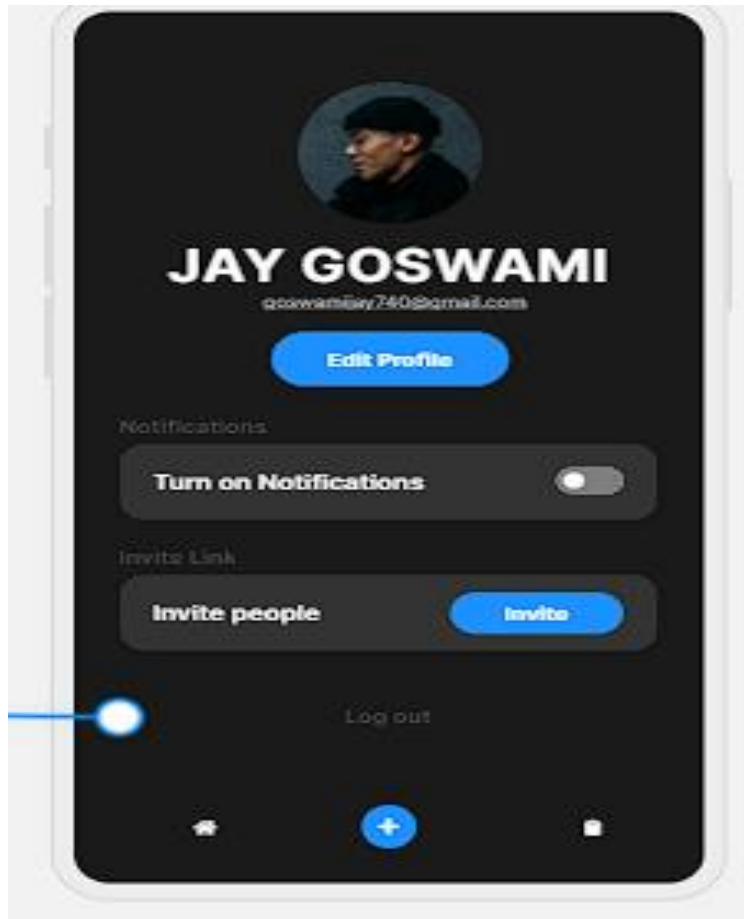 JAY GOSWAMI
goswamijay740@gmail.com
Edit Profile
Notifications
Turn on Notifications
Invite Link
Invite people Invite
Log out